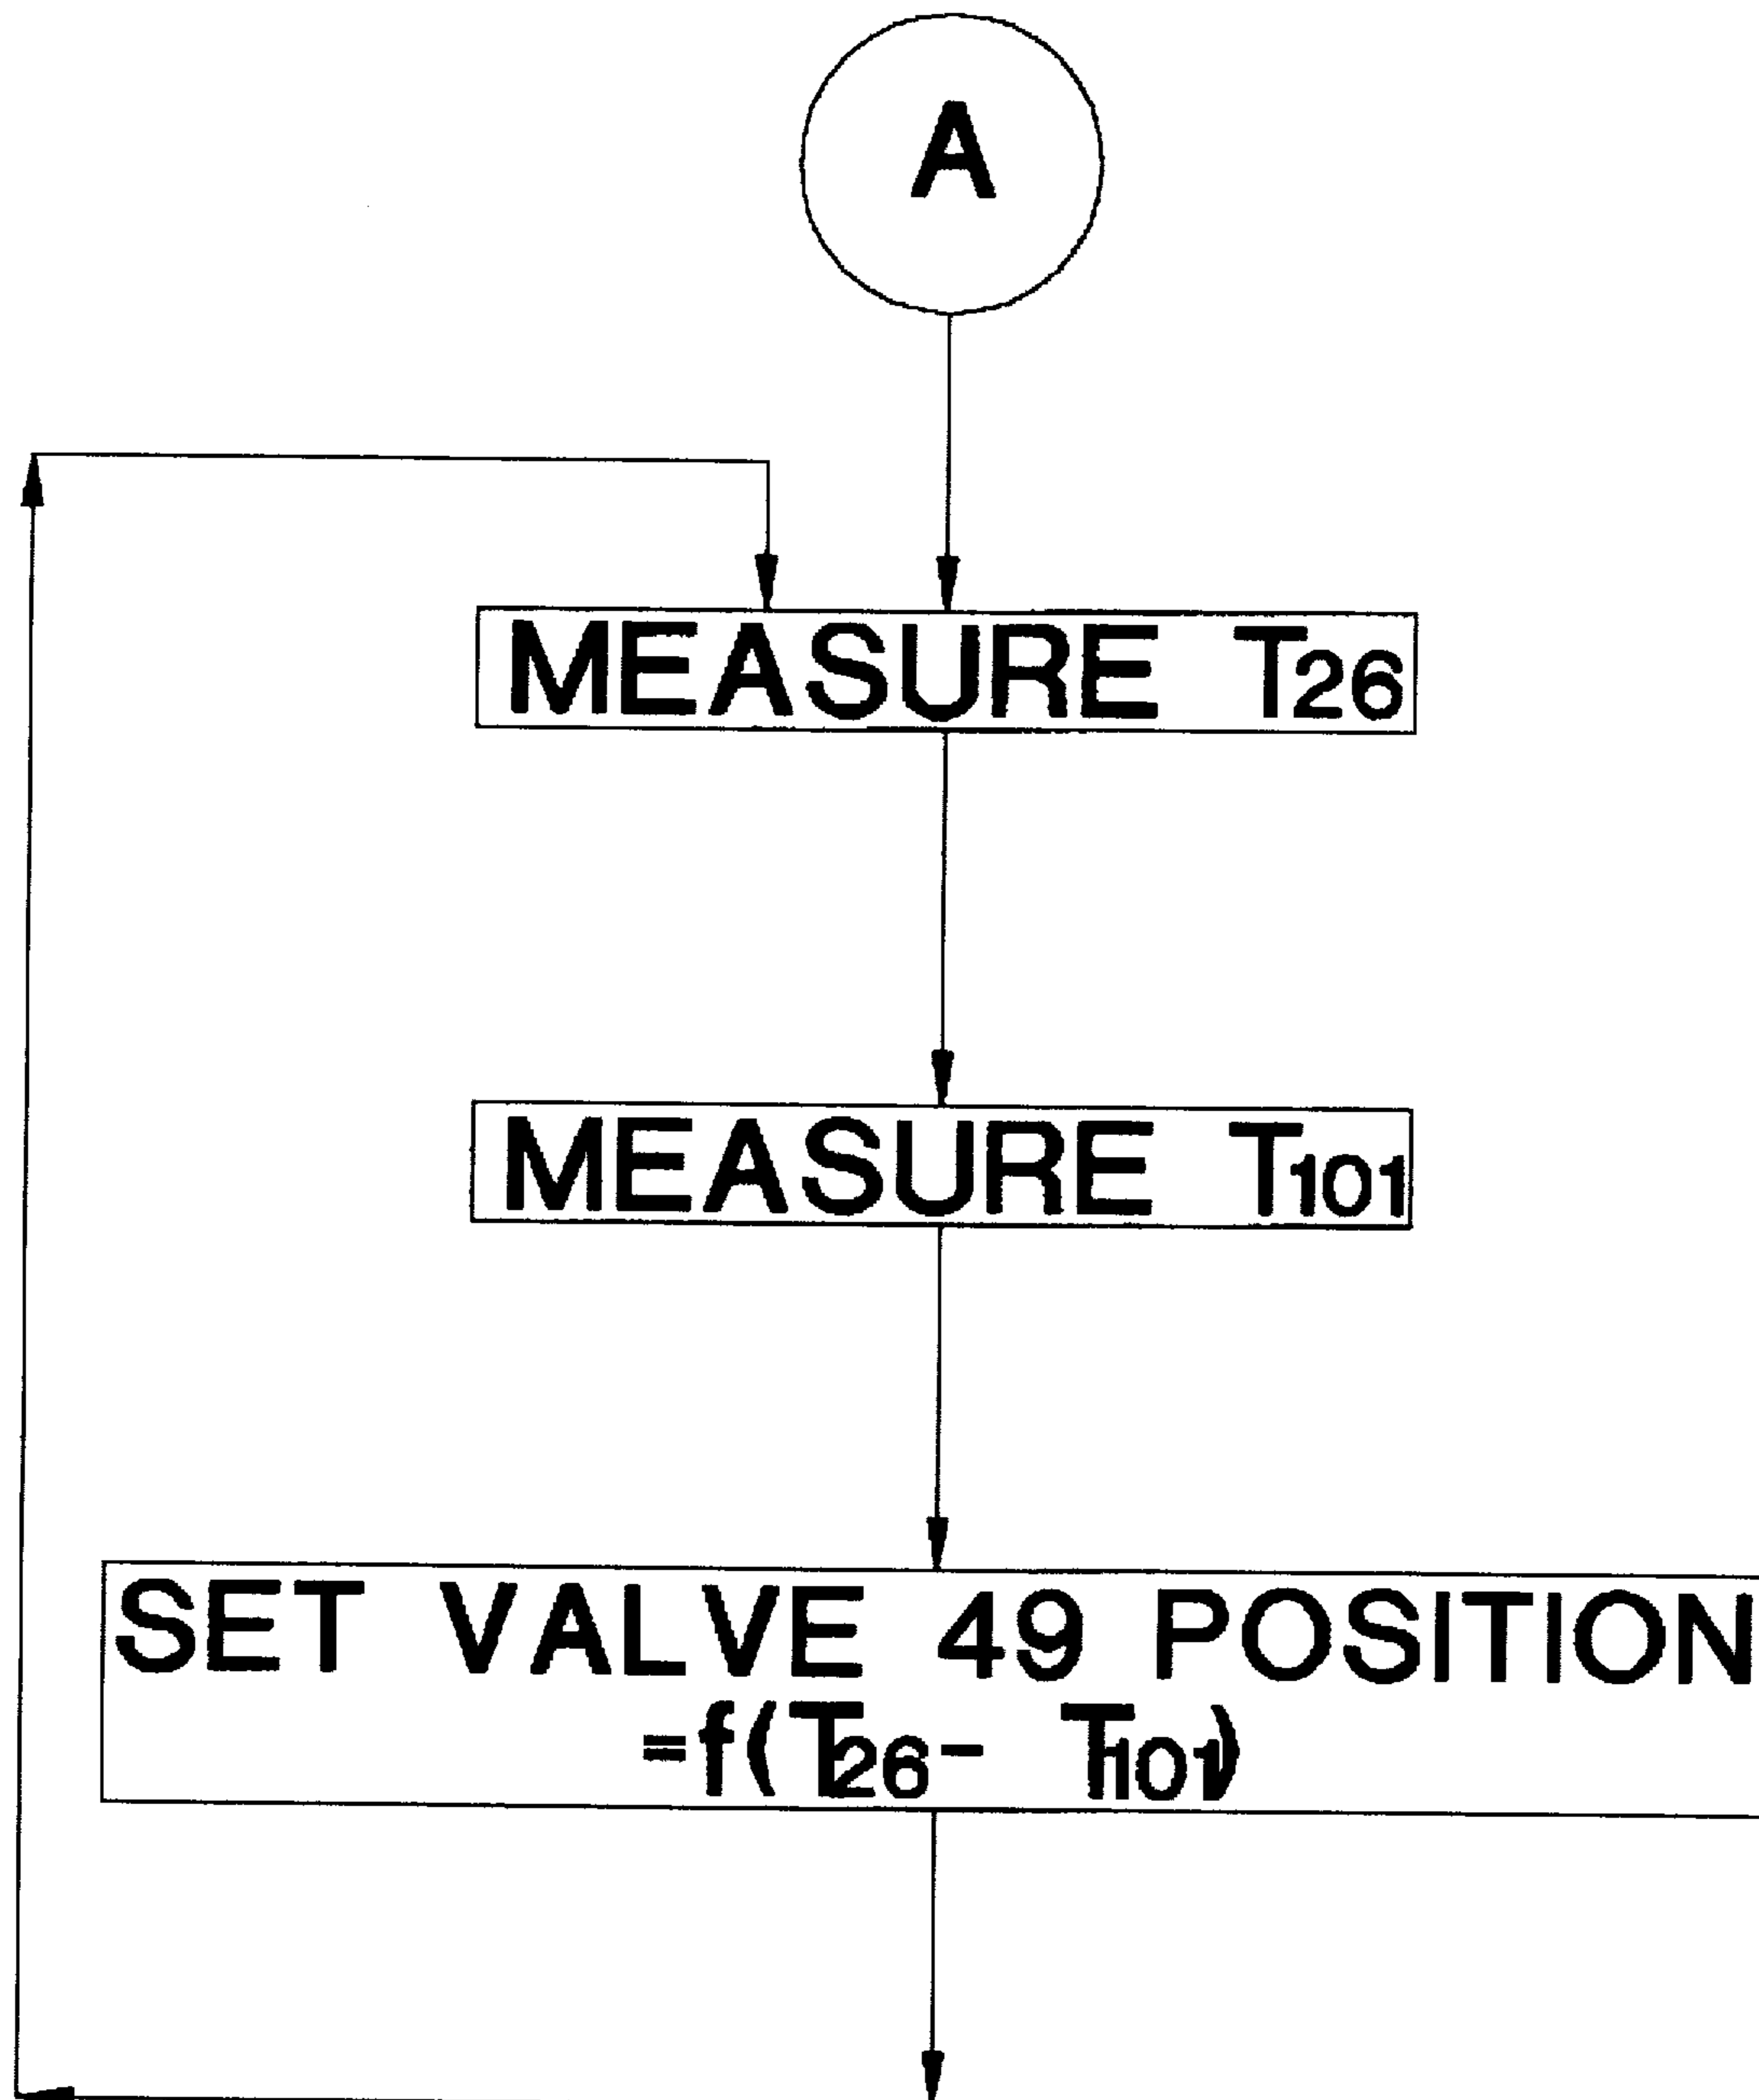 A
MEASURE T26
MEASURE T101
SET VALVE 49 POSITION
=f(T26- T101)